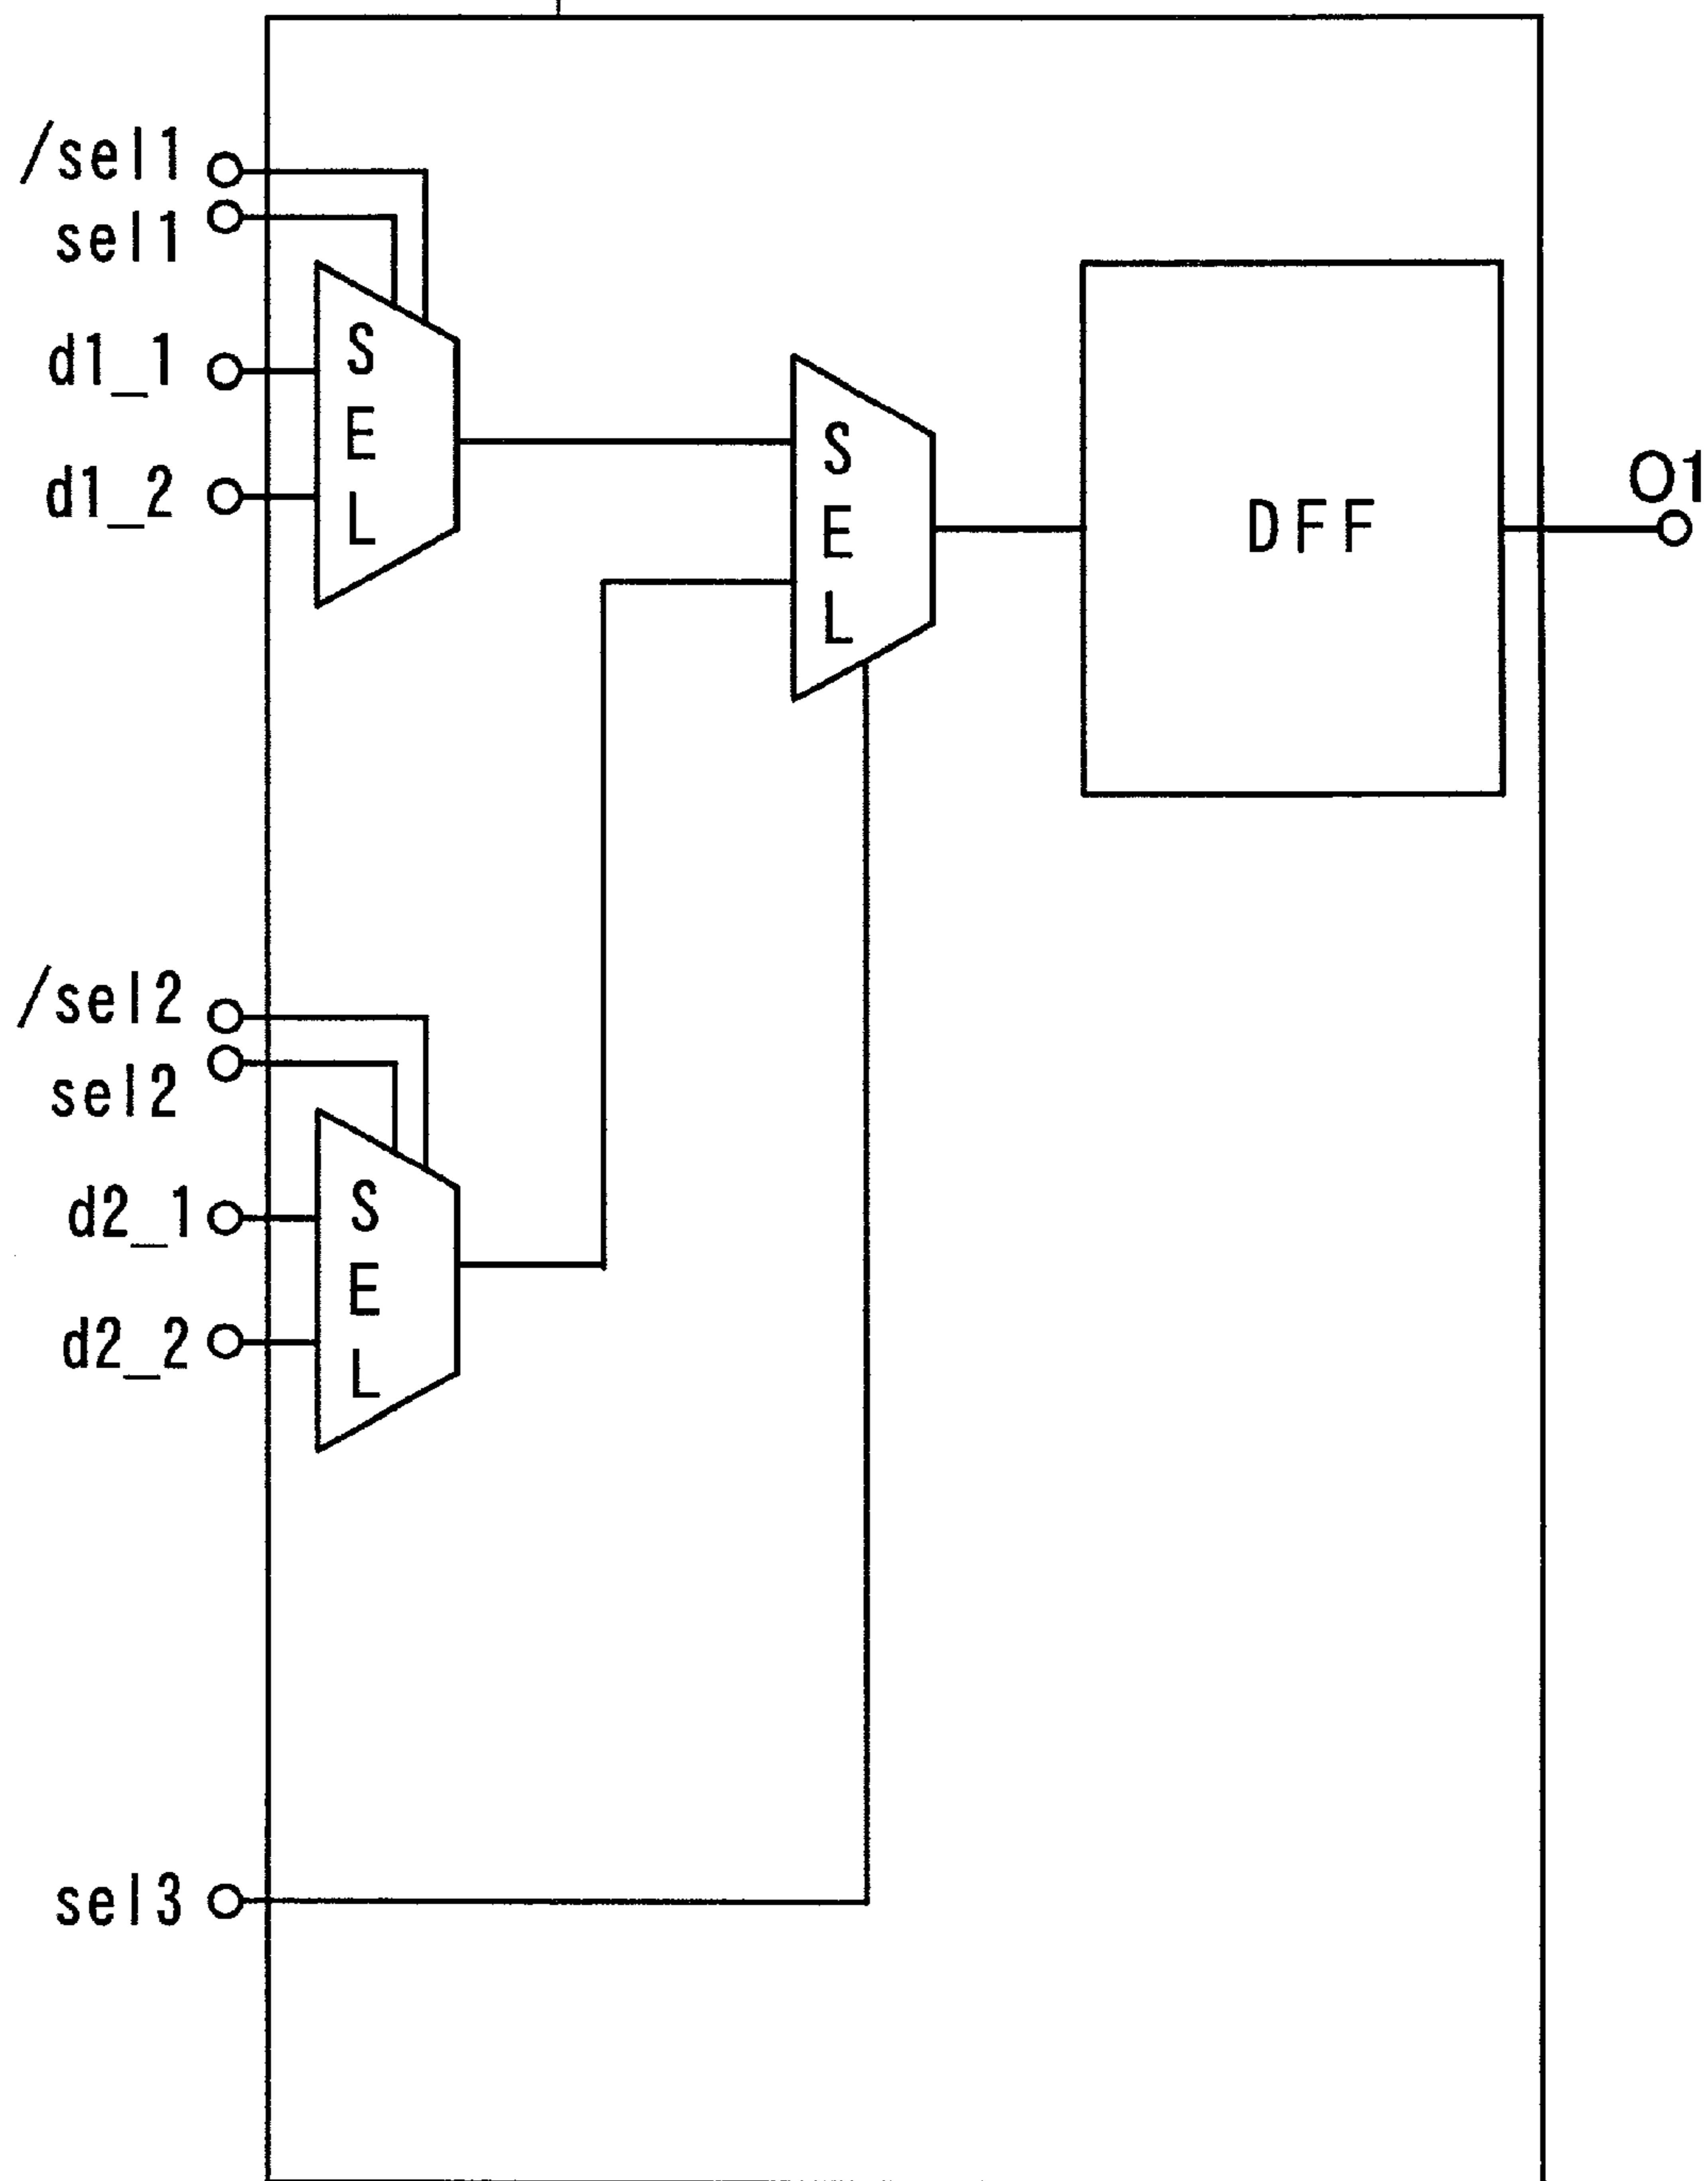 /sel1
sel1
d1_1
d1_2
SEL
SEL
DFF
O1
/sel2
sel2
d2_1
d2_2
SEL
sel3